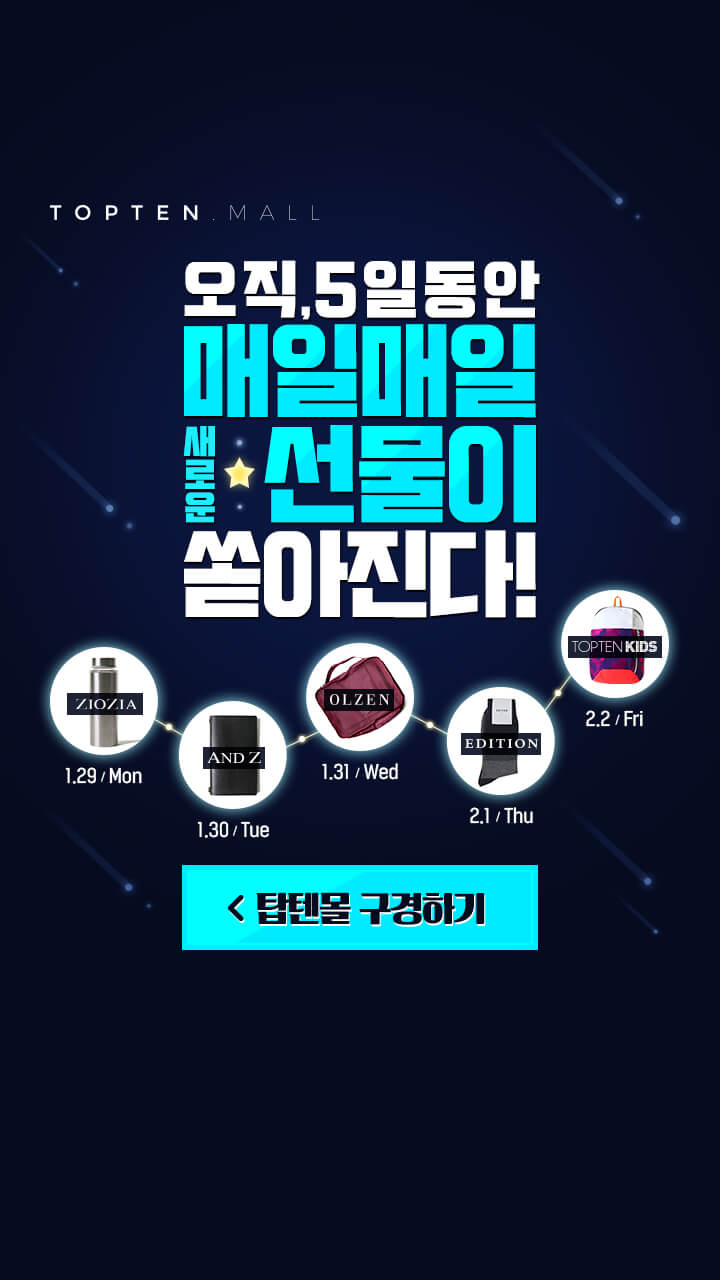 TOPTEN.MALL
오직,5일동안
매일매일
새로운
선물이
쏟아진다!
ZIOZIA
1.29 / Mon
AND Z
1.30 / Tue
OLZEN
1.31 / Wed
EDITION
2.1 / Thu
TOPTEN KIDS
2.2 / Fri
< 탑텐몰 구경하기